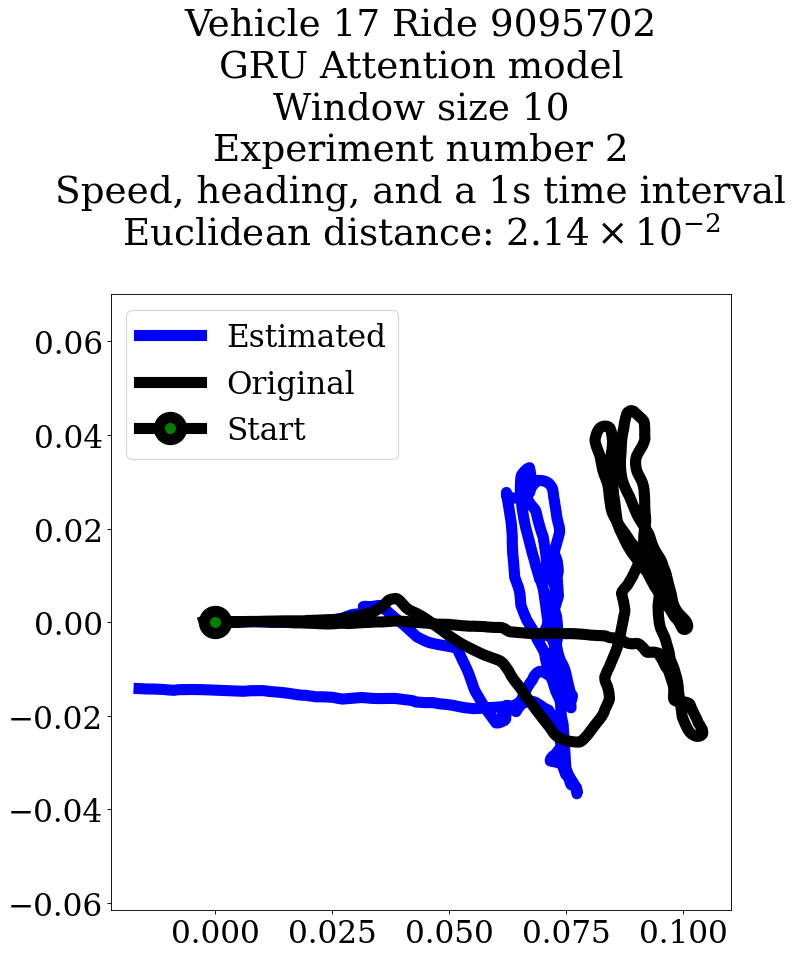 Vehicle 17 Ride 9095702
GRU Attention model
Window size 10
Experiment number 2
Speed, heading, and a 1s time interval
Euclidean distance: 2.14 × 10⁻²
Estimated
Original
Start
0.06
0.04
0.02
0.00
−0.02
−0.04
−0.06
0.000 0.025 0.050 0.075 0.100